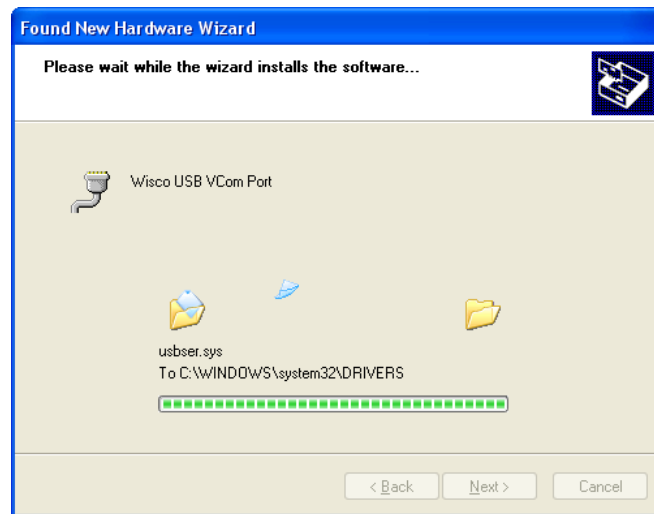 Found New Hardware Wizard
Please wait while the wizard installs the software...
Wisco USB VCom Port
usbser.sys
To C:\WINDOWS\system32\DRIVERS
< Back Next > Cancel